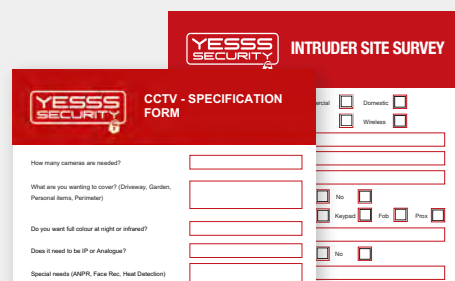 YESSS
SECURITY
INTRUDER SITE SURVEY
Domestic
Wireless
No
Keypad Fob Prox
No
YESSS
SECURITY
CCTV - SPECIFICATION
FORM
How many cameras are needed?
What are you wanting to cover? (Driveway, Garden,
Personal items, Perimeter)
Do you want full colour at night or infrared?
Does it need to be IP or Analogue?
Special needs (ANPR, Face Rec, Heat Detection)